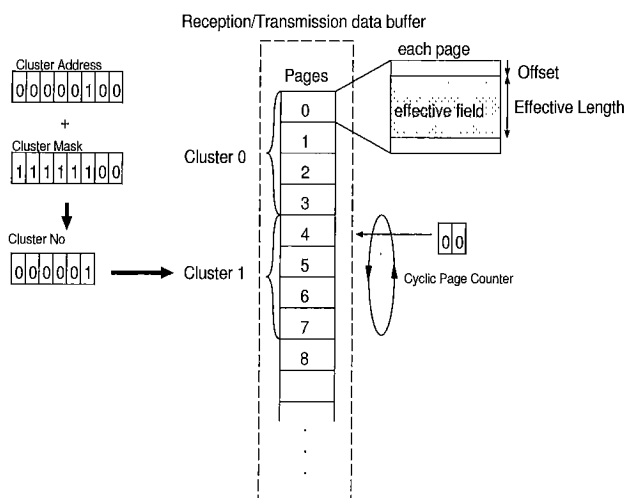 Reception/Transmission data buffer
Cluster Address
0 0 0 0 0 1 0 0
+
Cluster Mask
1 1 1 1 1 1 0 0
Cluster No
0 0 0 0 0 1
Pages
0
1
2
3
4
5
6
7
8
Cluster 0
Cluster 1
each page
effective field
Offset
Effective Length
0 0
Cyclic Page Counter